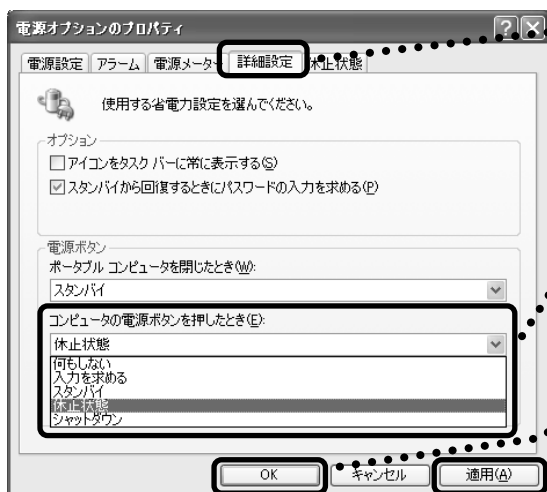 電源オプションのプロパティ
電源設定 アラーム 電源メーター 詳細設定 休止状態
使用する省電力設定を選んでください。
オプション
アイコンをタスク バーに常に表示する(S)
スタンバイから回復するときにパスワードの入力を求める(P)
電源ボタン
ポータブル コンピュータを閉じたとき(W):
スタンバイ
コンピュータの電源ボタンを押したとき(E):
休止状態
何もしない
入力を求める
スタンバイ
休止状態
シャットダウン
OK キャンセル 適用(A)